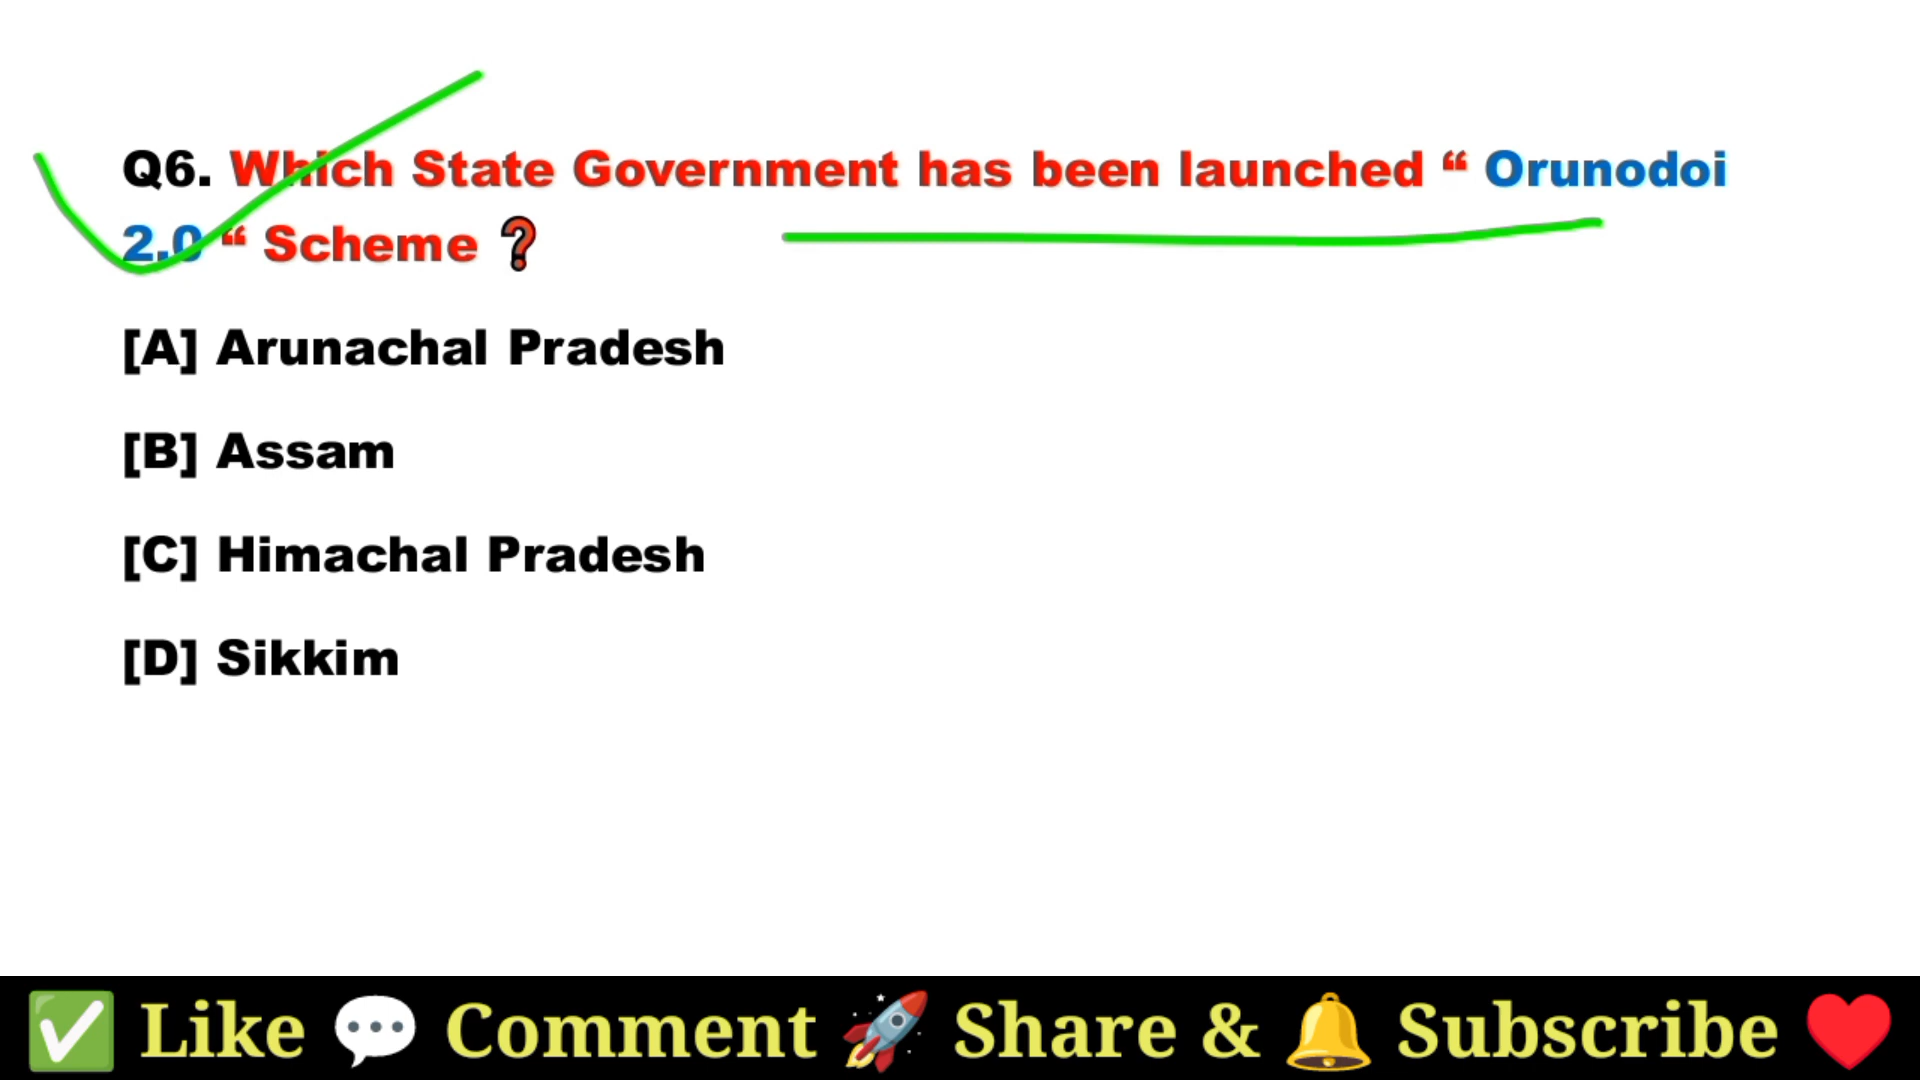 Q6. Which State Government has been launched “ Orunodoi
2.0 “ Scheme ❓
[A] Arunachal Pradesh
[B] Assam
[C] Himachal Pradesh
[D] Sikkim
✅ Like 💬 Comment 🚀 Share & 🔔 Subscribe ♥